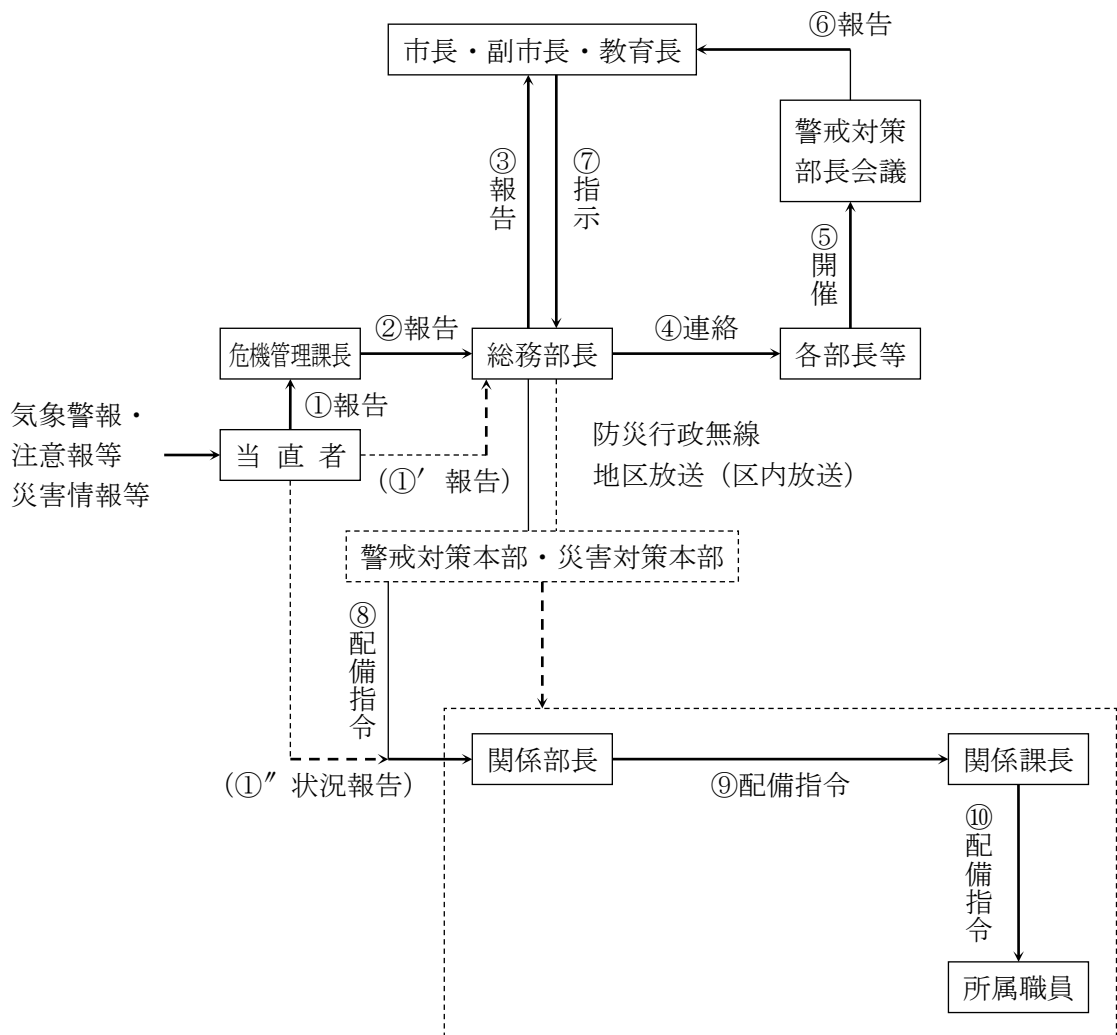 ⑥報告
市長・副市長・教育長
警戒対策
部長会議
③報告
⑦指示
⑤開催
②報告
④連絡
危機管理課長
総務部長
各部長等
①報告
気象警報・
注意報等
災害情報等
当直者
(①′ 報告)
防災行政無線
地区放送（区内放送）
警戒対策本部・災害対策本部
⑧配備指令
関係部長
関係課長
(①″ 状況報告)
⑨配備指令
⑩配備指令
所属職員